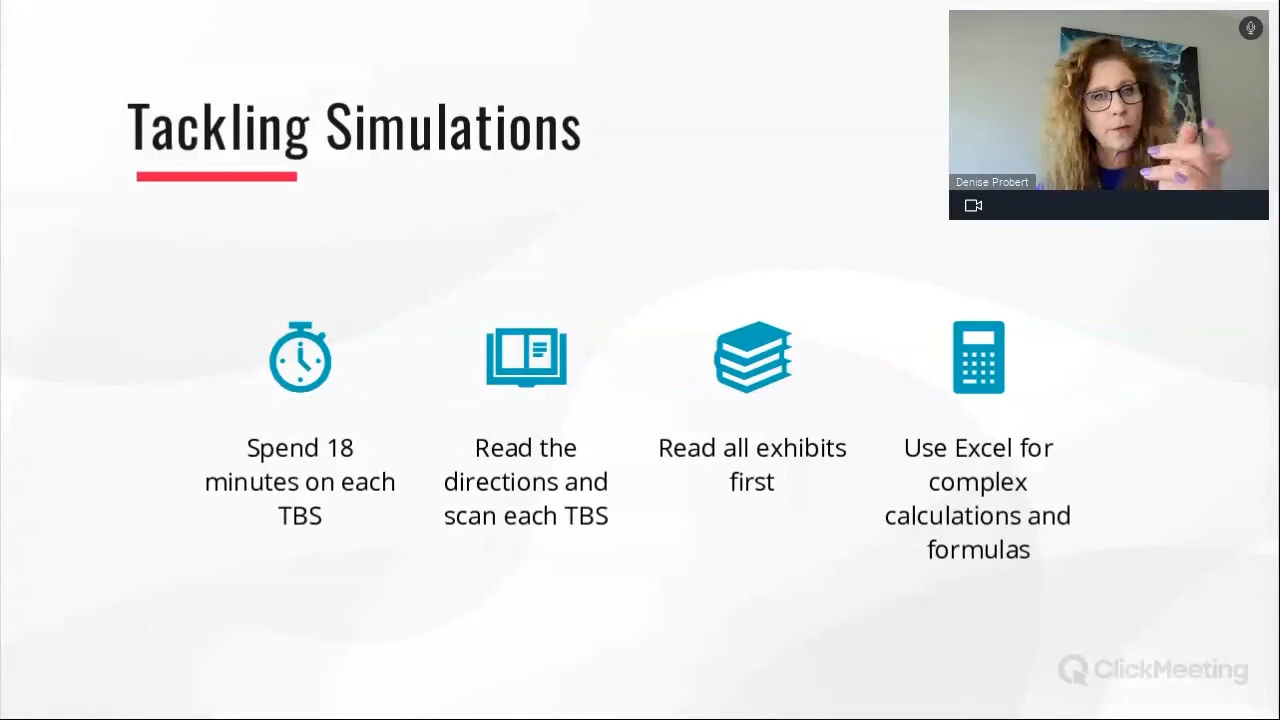 Tackling Simulations
Denise Probert
Spend 18
minutes on each
TBS
Read the
directions and
scan each TBS
Read all exhibits
first
Use Excel for
complex
calculations and
formulas
ClickMeeting